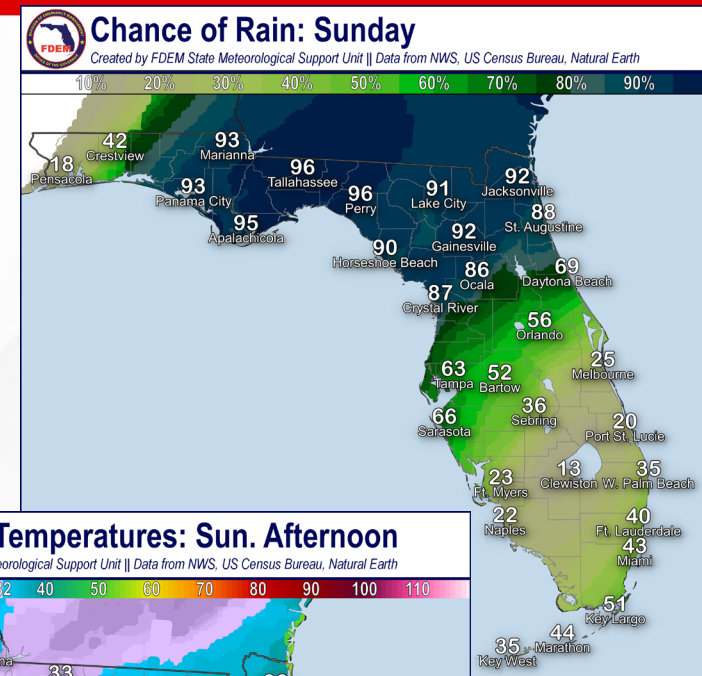 FDEM
Chance of Rain: Sunday
Created by FDEM State Meteorological Support Unit || Data from NWS, US Census Bureau, Natural Earth
10% 20% 30% 40% 50% 60% 70% 80% 90%
42
Crestview
93
Marianna
18
Pensacola
96
Tallahassee
93
Panama City
96
Perry
91
Lake City
92
Jacksonville
95
Apalachicola
88
St. Augustine
92
Gainesville
90
Horseshoe Beach
86
Ocala
69
Daytona Beach
87
Crystal River
56
Orlando
25
Melbourne
63
Tampa
52
Bartow
36
Sebring
66
Sarasota
20
Port St. Lucie
13
Clewiston
35
W. Palm Beach
23
Ft. Myers
22
Naples
40
Ft. Lauderdale
43
Miami
51
Key Largo
44
Marathon
35
Key West
Temperatures: Sun. Afternoon
eorological Support Unit || Data from NWS, US Census Bureau, Natural Earth
32 40 50 60 70 80 90 100 110
33